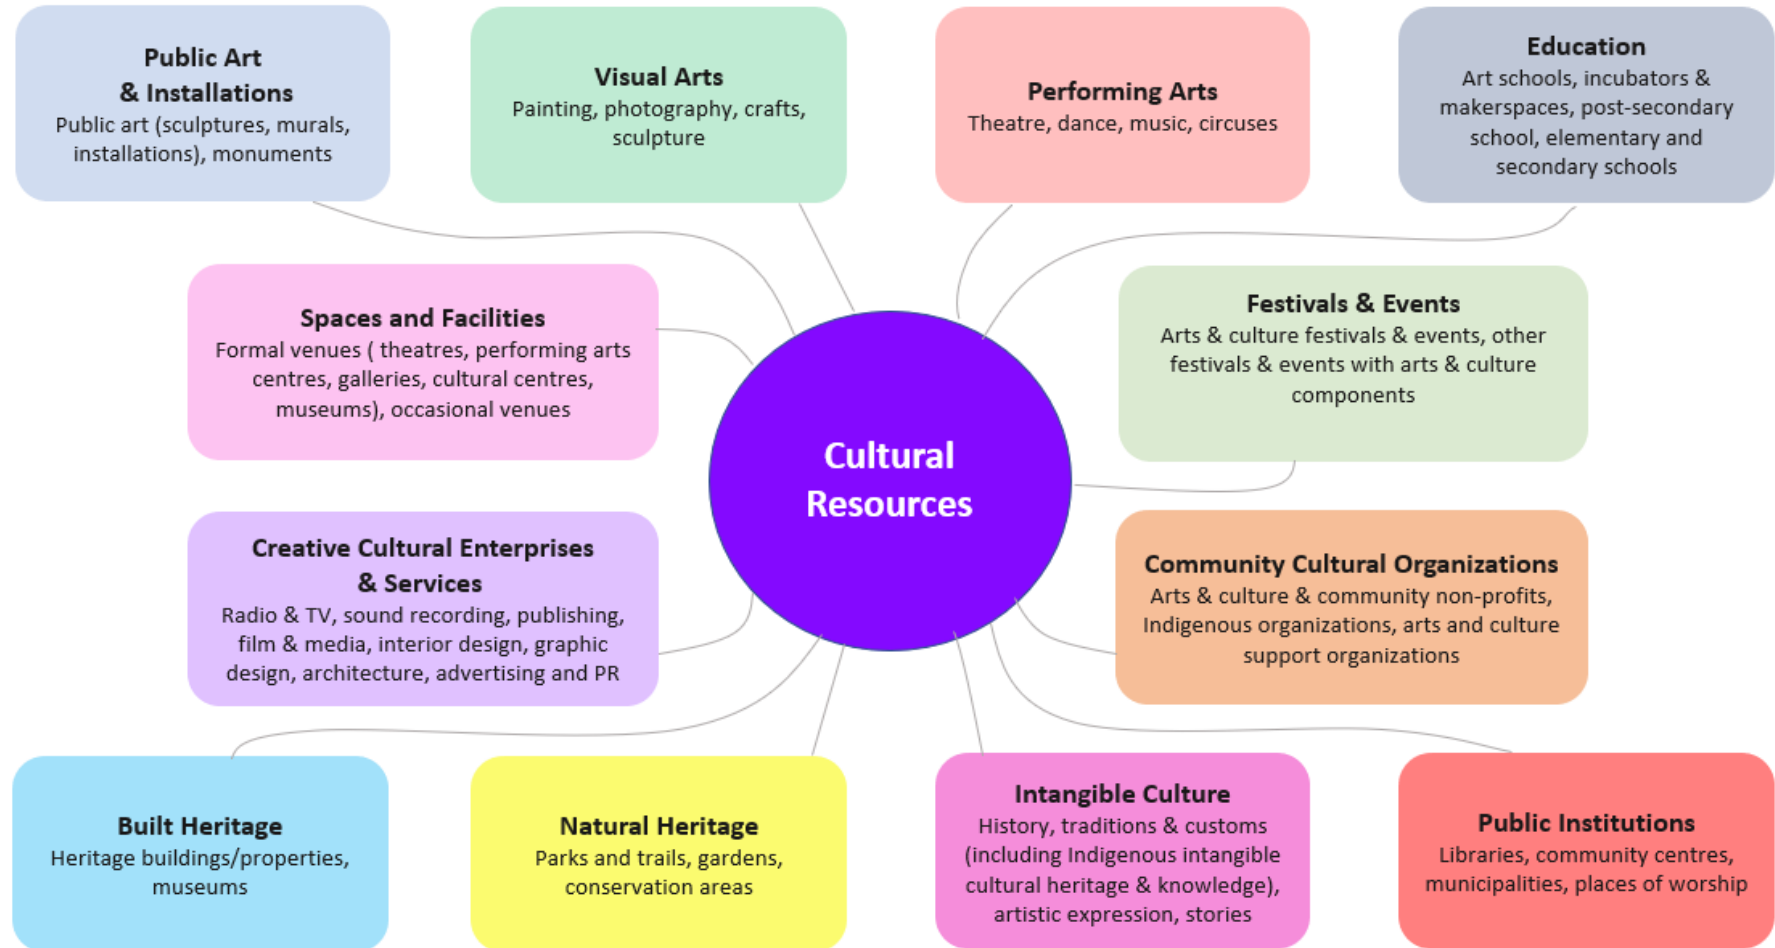 Public Art
& Installations
Public art (sculptures, murals,
installations), monuments
Visual Arts
Painting, photography, crafts,
sculpture
Performing Arts
Theatre, dance, music, circuses
Education
Art schools, incubators &
makerspaces, post-secondary
school, elementary and
secondary schools
Spaces and Facilities
Formal venues ( theatres, performing arts
centres, galleries, cultural centres,
museums), occasional venues
Festivals & Events
Arts & culture festivals & events, other
festivals & events with arts & culture
components
Cultural
Resources
Creative Cultural Enterprises
& Services
Radio & TV, sound recording, publishing,
film & media, interior design, graphic
design, architecture, advertising and PR
Community Cultural Organizations
Arts & culture & community non-profits,
Indigenous organizations, arts and culture
support organizations
Built Heritage
Heritage buildings/properties,
museums
Natural Heritage
Parks and trails, gardens,
conservation areas
Intangible Culture
History, traditions & customs
(including Indigenous intangible
cultural heritage & knowledge),
artistic expression, stories
Public Institutions
Libraries, community centres,
municipalities, places of worship